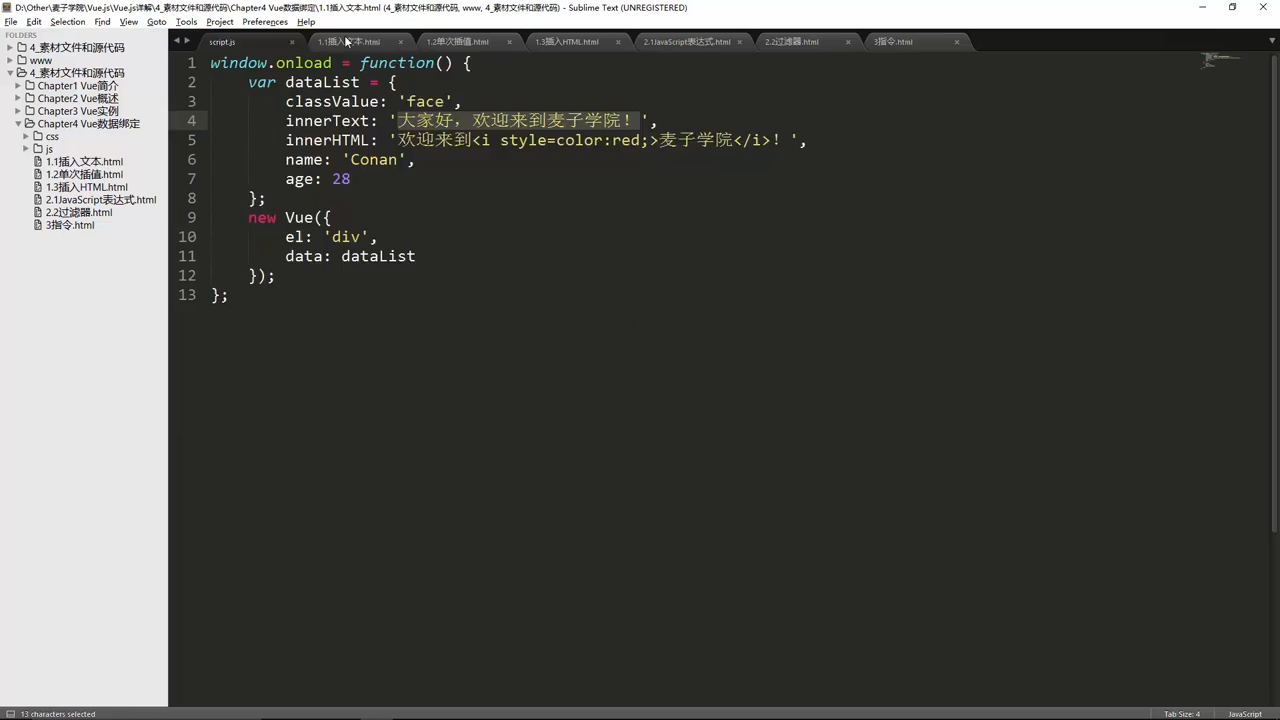 D:\Other\麦子学院\Vue.js\Vue.js详解\4_素材文件和源代码\Chapter4 Vue数据绑定\1.1插入文本.html (4_素材文件和源代码, www, 4_素材文件和源代码) - Sublime Text (UNREGISTERED)
File Edit Selection Find View Goto Tools Project Preferences Help
FOLDERS
4_素材文件和源代码
www
4_素材文件和源代码
Chapter1 Vue简介
Chapter2 Vue概述
Chapter3 Vue实例
Chapter4 Vue数据绑定
css
js
1.1插入文本.html
1.2单次插值.html
1.3插入HTML.html
2.1JavaScript表达式.html
2.2过滤器.html
3指令.html
script.js 1.1插入文本.html 1.2单次插值.html 1.3插入HTML.html 2.1JavaScript表达式.html 2.2过滤器.html 3指令.html
1 window.onload = function() {
2 var dataList = {
3 classValue: 'face',
4 innerText: '大家好，欢迎来到麦子学院！',
5 innerHTML: '欢迎来到<i style=color:red;>麦子学院</i>！',
6 name: 'Conan',
7 age: 28
8 };
9 new Vue({
10 el: 'div',
11 data: dataList
12 });
13 };
13 characters selected
Tab Size: 4 JavaScript